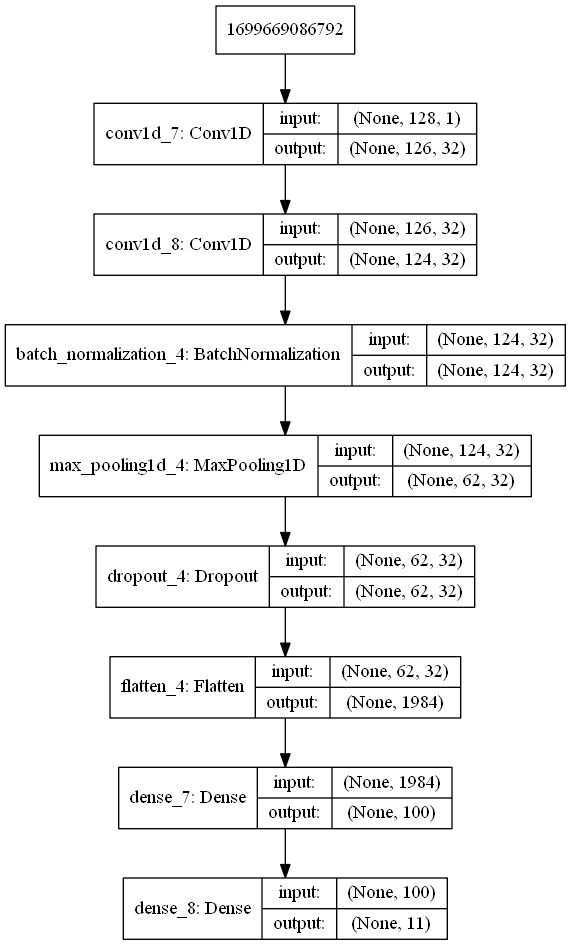 1699669086792
conv1d_7: Conv1D
input: (None, 128, 1)
output: (None, 126, 32)
conv1d_8: Conv1D
input: (None, 126, 32)
output: (None, 124, 32)
batch_normalization_4: BatchNormalization
input: (None, 124, 32)
output: (None, 124, 32)
max_pooling1d_4: MaxPooling1D
input: (None, 124, 32)
output: (None, 62, 32)
dropout_4: Dropout
input: (None, 62, 32)
output: (None, 62, 32)
flatten_4: Flatten
input: (None, 62, 32)
output: (None, 1984)
dense_7: Dense
input: (None, 1984)
output: (None, 100)
dense_8: Dense
input: (None, 100)
output: (None, 11)